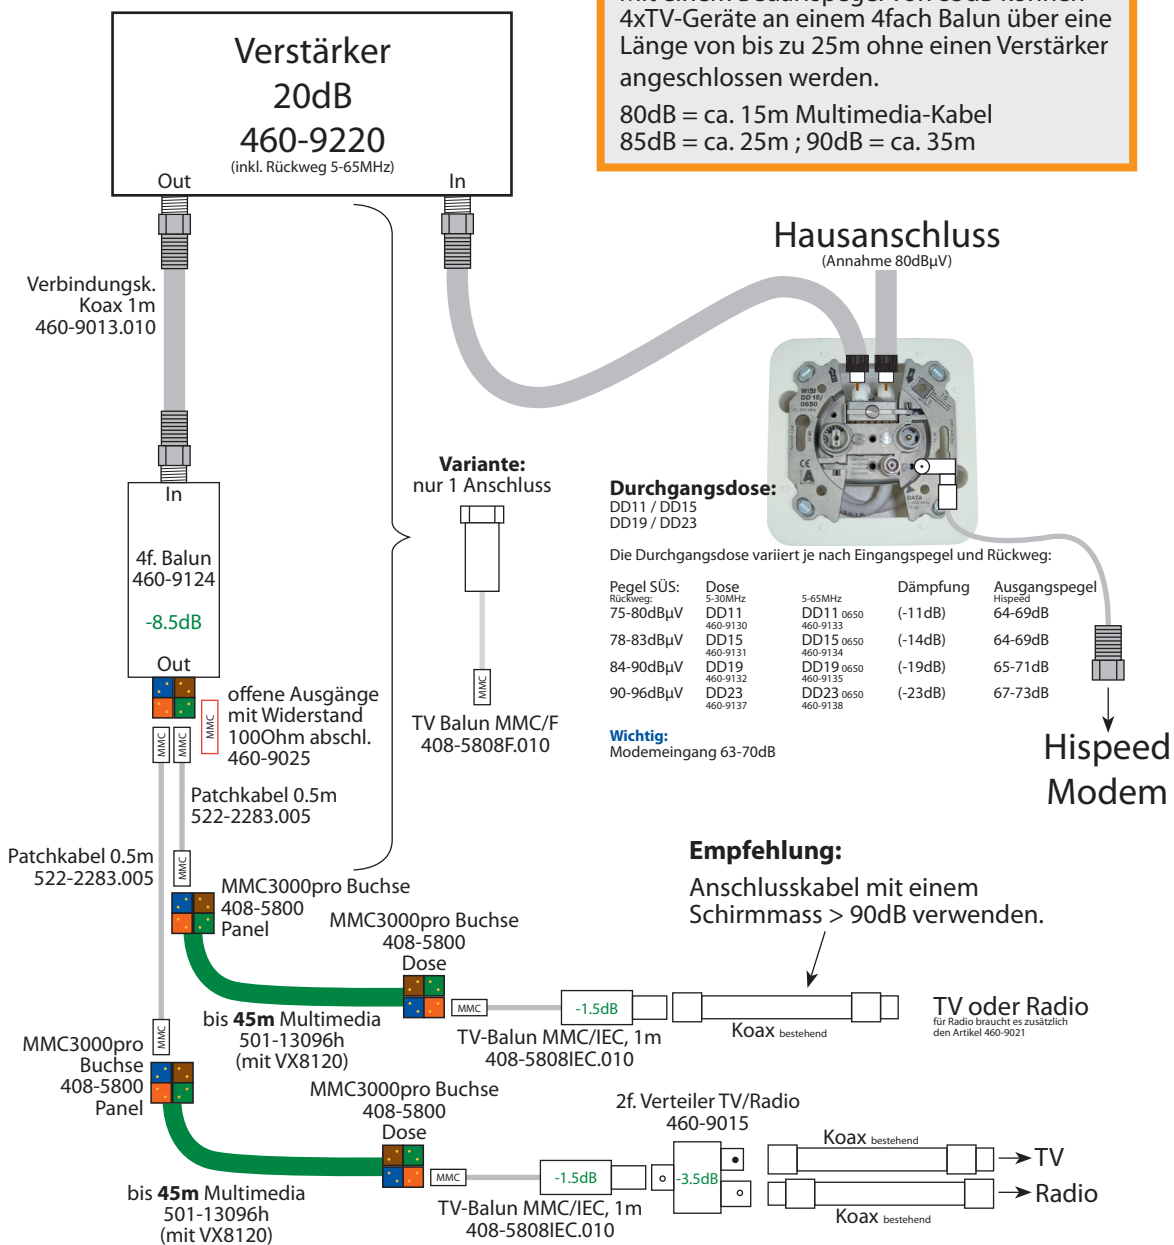 4xTV-Geräte an einem 4fach Balun über eine
Länge von bis zu 25m ohne einen Verstärker
angeschlossen werden.
80dB = ca. 15m Multimedia-Kabel
85dB = ca. 25m ; 90dB = ca. 35m
Verstärker
20dB
460-9220
(inkl. Rückweg 5-65MHz)
Out
In
Hausanschluss
(Annahme 80dBµV)
Verbindungsk.
Koax 1m
460-9013.010
WISI
DD 15/
0650
CE
A
DATA
In
4f. Balun
460-9124
-8.5dB
Out
Variante:
nur 1 Anschluss
MMC
TV Balun MMC/F
408-5808F.010
Durchgangsdose:
DD11 / DD15
DD19 / DD23
Die Durchgangsdose variiert je nach Eingangspegel und Rückweg:
Pegel SÜS: Dose Dämpfung Ausgangspegel
Rückweg: 5-30MHz 5-65MHz Hispeed
75-80dBµV DD11 DD11 0650 (-11dB) 64-69dB
460-9130 460-9133
78-83dBµV DD15 DD15 0650 (-14dB) 64-69dB
460-9131 460-9134
84-90dBµV DD19 DD19 0650 (-19dB) 65-71dB
460-9132 460-9135
90-96dBµV DD23 DD23 0650 (-23dB) 67-73dB
460-9137 460-9138
Wichtig:
Modemeingang 63-70dB
Hispeed
Modem
MMC
MMC
MMC
offene Ausgänge
mit Widerstand
100Ohm abschl.
460-9025
Patchkabel 0.5m
522-2283.005
Patchkabel 0.5m
522-2283.005
MMC
MMC3000pro Buchse
408-5800
Panel
MMC3000pro Buchse
408-5800
Dose
Empfehlung:
Anschlusskabel mit einem
Schirmmass > 90dB verwenden.
bis 45m Multimedia
501-13096h
(mit VX8120)
MMC
-1.5dB
TV-Balun MMC/IEC, 1m
408-5808IEC.010
Koax bestehend
TV oder Radio
für Radio braucht es zusätzlich
den Artikel 460-9021
MMC
MMC3000pro
Buchse
408-5800
Panel
MMC3000pro Buchse
408-5800
Dose
bis 45m Multimedia
501-13096h
(mit VX8120)
MMC
-1.5dB
TV-Balun MMC/IEC, 1m
408-5808IEC.010
2f. Verteiler TV/Radio
460-9015
-3.5dB
Koax bestehend
TV
Radio
Koax bestehend